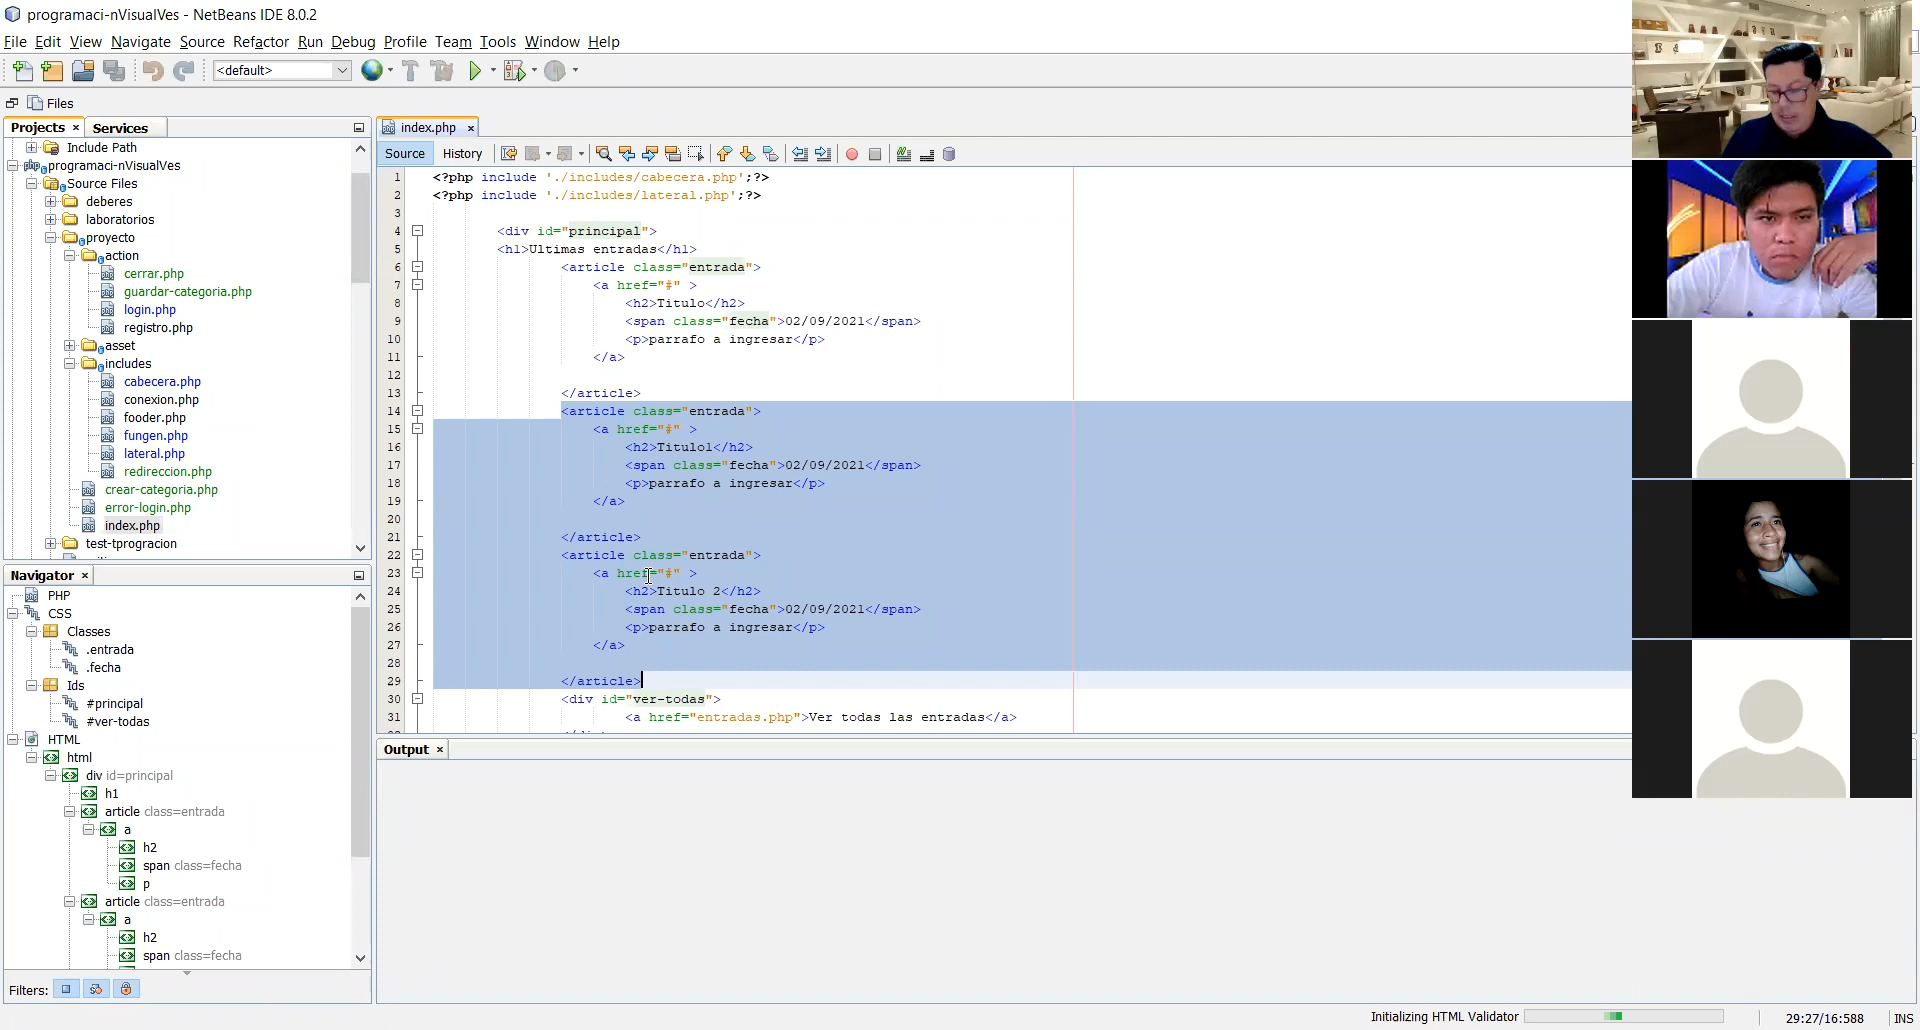 programaci-nVisualVes - NetBeans IDE 8.0.2
File Edit View Navigate Source Refactor Run Debug Profile Team Tools Window Help
<default>
Files
Projects Services
Include Path
programaci-nVisualVes
Source Files
deberes
laboratorios
proyecto
action
cerrar.php
guardar-categoria.php
login.php
registro.php
asset
includes
cabecera.php
conexion.php
fooder.php
fungen.php
lateral.php
redireccion.php
crear-categoria.php
error-login.php
index.php
test-tprogracion
Navigator
PHP
CSS
Classes
.entrada
.fecha
Ids
#principal
#ver-todas
HTML
html
div id=principal
h1
article class=entrada
a
h2
span class=fecha
p
article class=entrada
a
h2
span class=fecha
Filters:
index.php
Source History
1 <?php include './includes/cabecera.php';?>
2 <?php include './includes/lateral.php';?>
3
4 <div id="principal">
5 <h1>Ultimas entradas</h1>
6 <article class="entrada">
7 <a href="#" >
8 <h2>Titulo</h2>
9 <span class="fecha">02/09/2021</span>
10 <p>parrafo a ingresar</p>
11 </a>
12
13 </article>
14 <article class="entrada">
15 <a href="#" >
16 <h2>Titulo1</h2>
17 <span class="fecha">02/09/2021</span>
18 <p>parrafo a ingresar</p>
19 </a>
20
21 </article>
22 <article class="entrada">
23 <a href="#" >
24 <h2>Titulo 2</h2>
25 <span class="fecha">02/09/2021</span>
26 <p>parrafo a ingresar</p>
27 </a>
28
29 </article>
30 <div id="ver-todas">
31 <a href="entradas.php">Ver todas las entradas</a>
Output
Initializing HTML Validator 29:27/16:588 INS